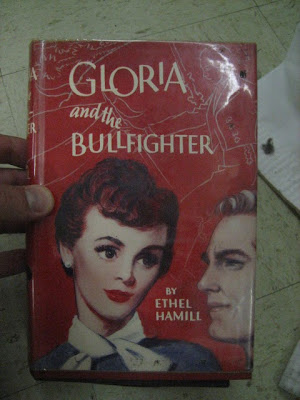 GLORIA
and the
BULLFIGHTER
BY
ETHEL
HAMILL